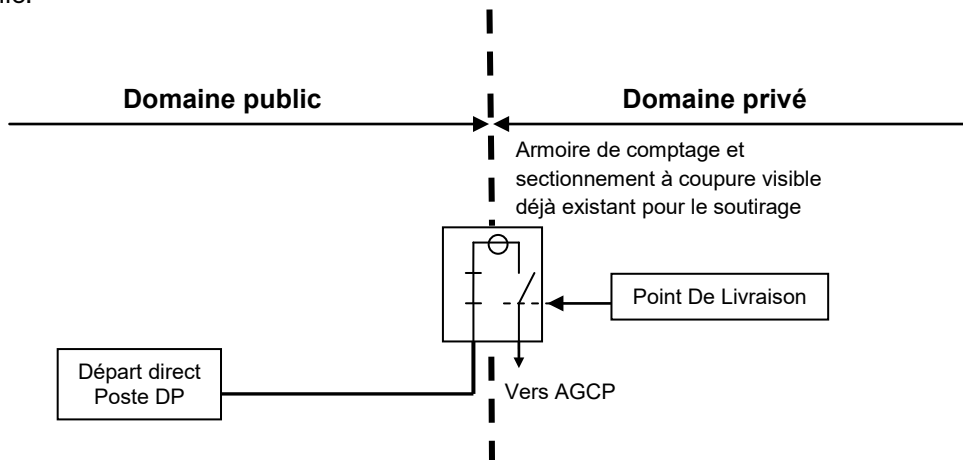 Domaine public
Domaine privé
Armoire de comptage et
sectionnement à coupure visible
déjà existant pour le soutirage
Point De Livraison
Départ direct
Poste DP
Vers AGCP